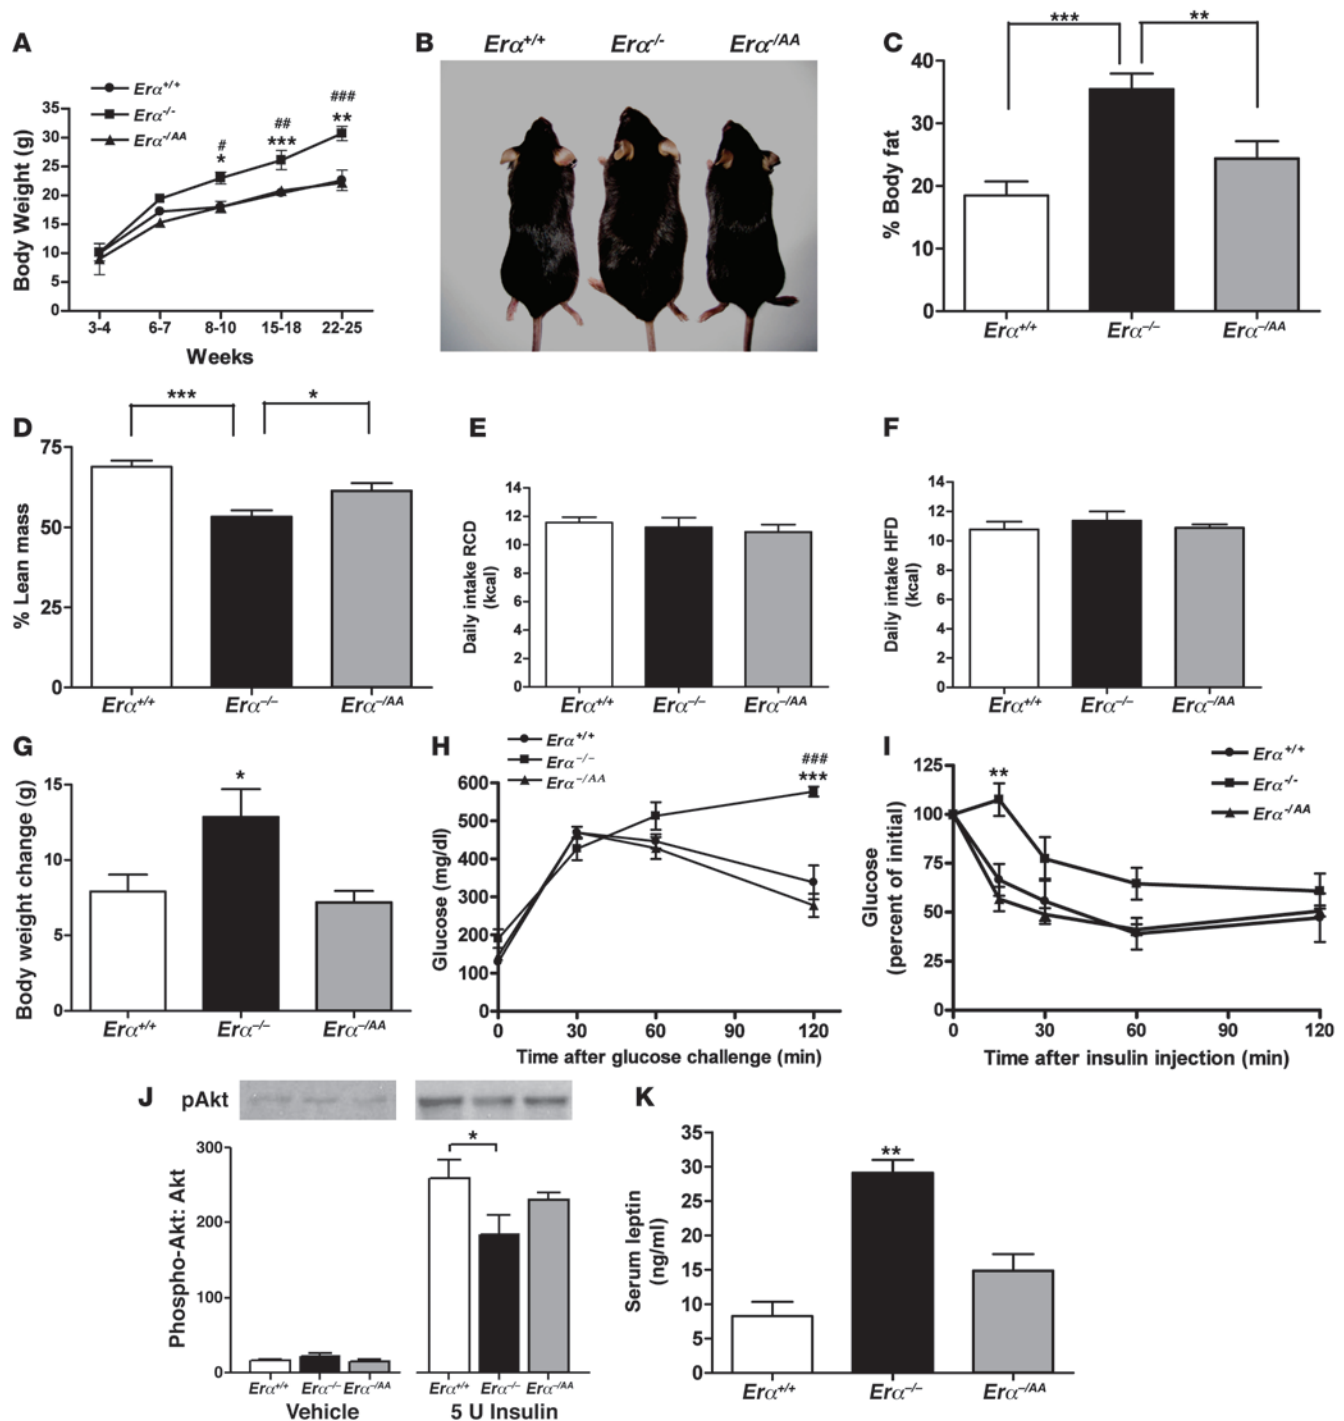 A
Erα+/+
Erα-/-
Erα-/AA
###
##
**
#
***
*
35
30
25
20
15
10
5
0
Body Weight (g)
3-4 6-7 8-10 15-18 22-25
Weeks
B
Erα+/+ Erα-/- Erα-/AA
C
*** **
40
30
20
10
0
% Body fat
Erα+/+ Erα–/– Erα–/AA
D
*** *
75
50
25
0
% Lean mass
Erα+/+ Erα–/– Erα–/AA
E
14
12
10
8
6
4
2
0
Daily intake RCD
(kcal)
Erα+/+ Erα–/– Erα–/AA
F
14
12
10
8
6
4
2
0
Daily intake HFD
(kcal)
Erα+/+ Erα–/– Erα–/AA
G
*
15
10
5
0
Body weight change (g)
Erα+/+ Erα–/– Erα–/AA
H
Erα+/+
Erα–/–
Erα–/AA
###
***
600
500
400
300
200
100
0
Glucose (mg/dl)
0 30 60 90 120
Time after glucose challenge (min)
I
Erα+/+
Erα-/-
Erα-/AA
**
125
100
75
50
25
0
Glucose
(percent of initial)
0 30 60 90 120
Time after insulin injection (min)
J
pAkt
*
300
200
100
0
Phospho-Akt: Akt
Erα+/+ Erα–/– Erα–/AA Erα+/+ Erα–/– Erα–/AA
Vehicle 5 U Insulin
K
**
35
30
25
20
15
10
5
0
Serum leptin
(ng/ml)
Erα+/+ Erα–/– Erα–/AA